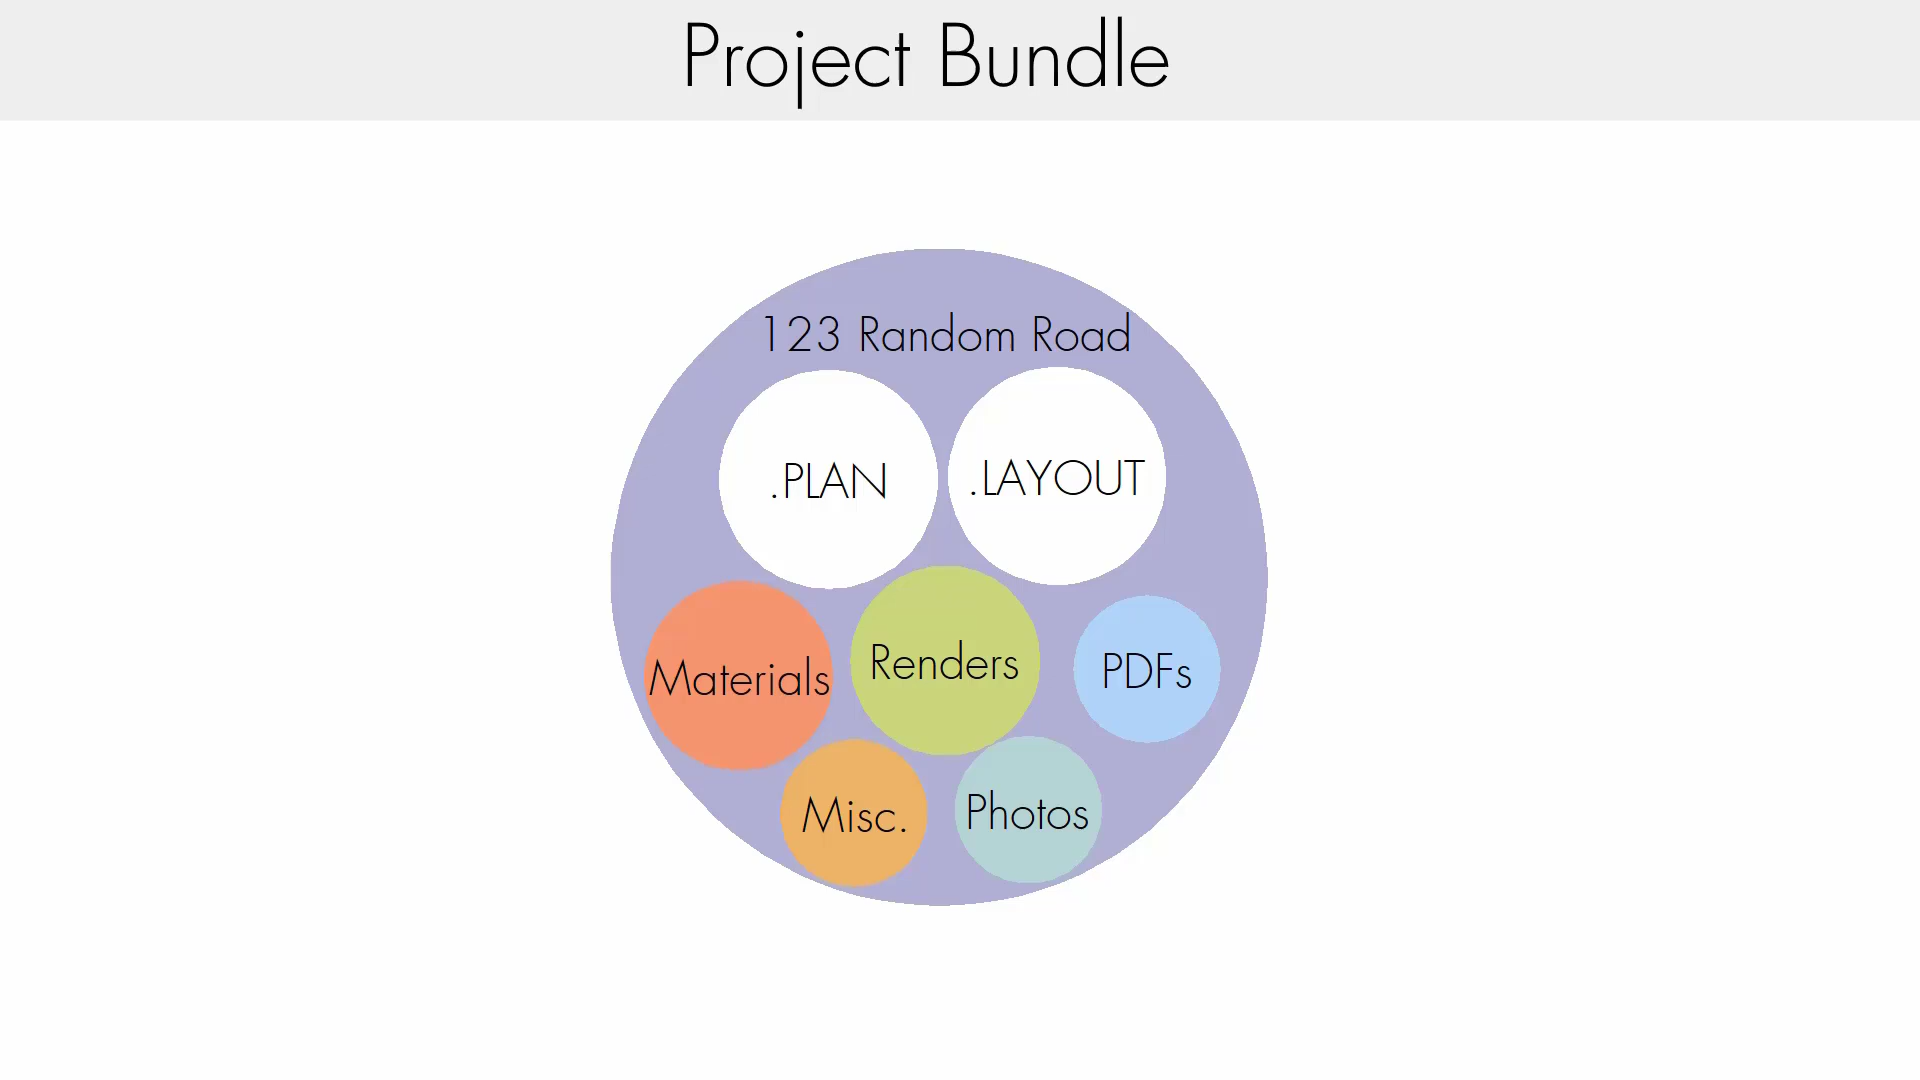 Project Bundle
123 Random Road
.PLAN
.LAYOUT
Materials
Renders
PDFs
Misc.
Photos